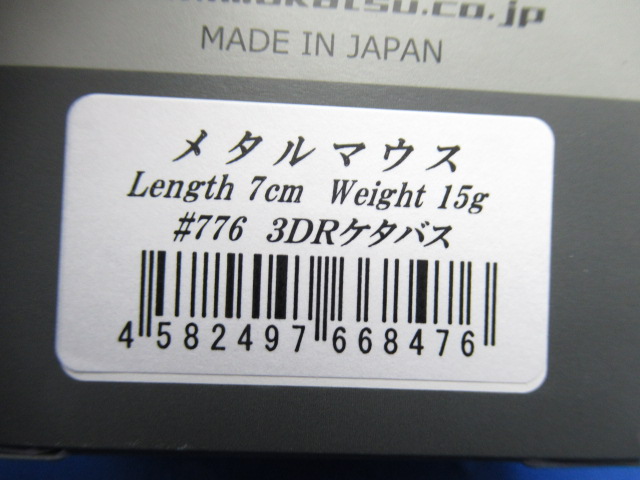 MADE IN JAPAN
メタルマウス
Length 7cm Weight 15g
#776 3DRケタバス
4 582497 668476